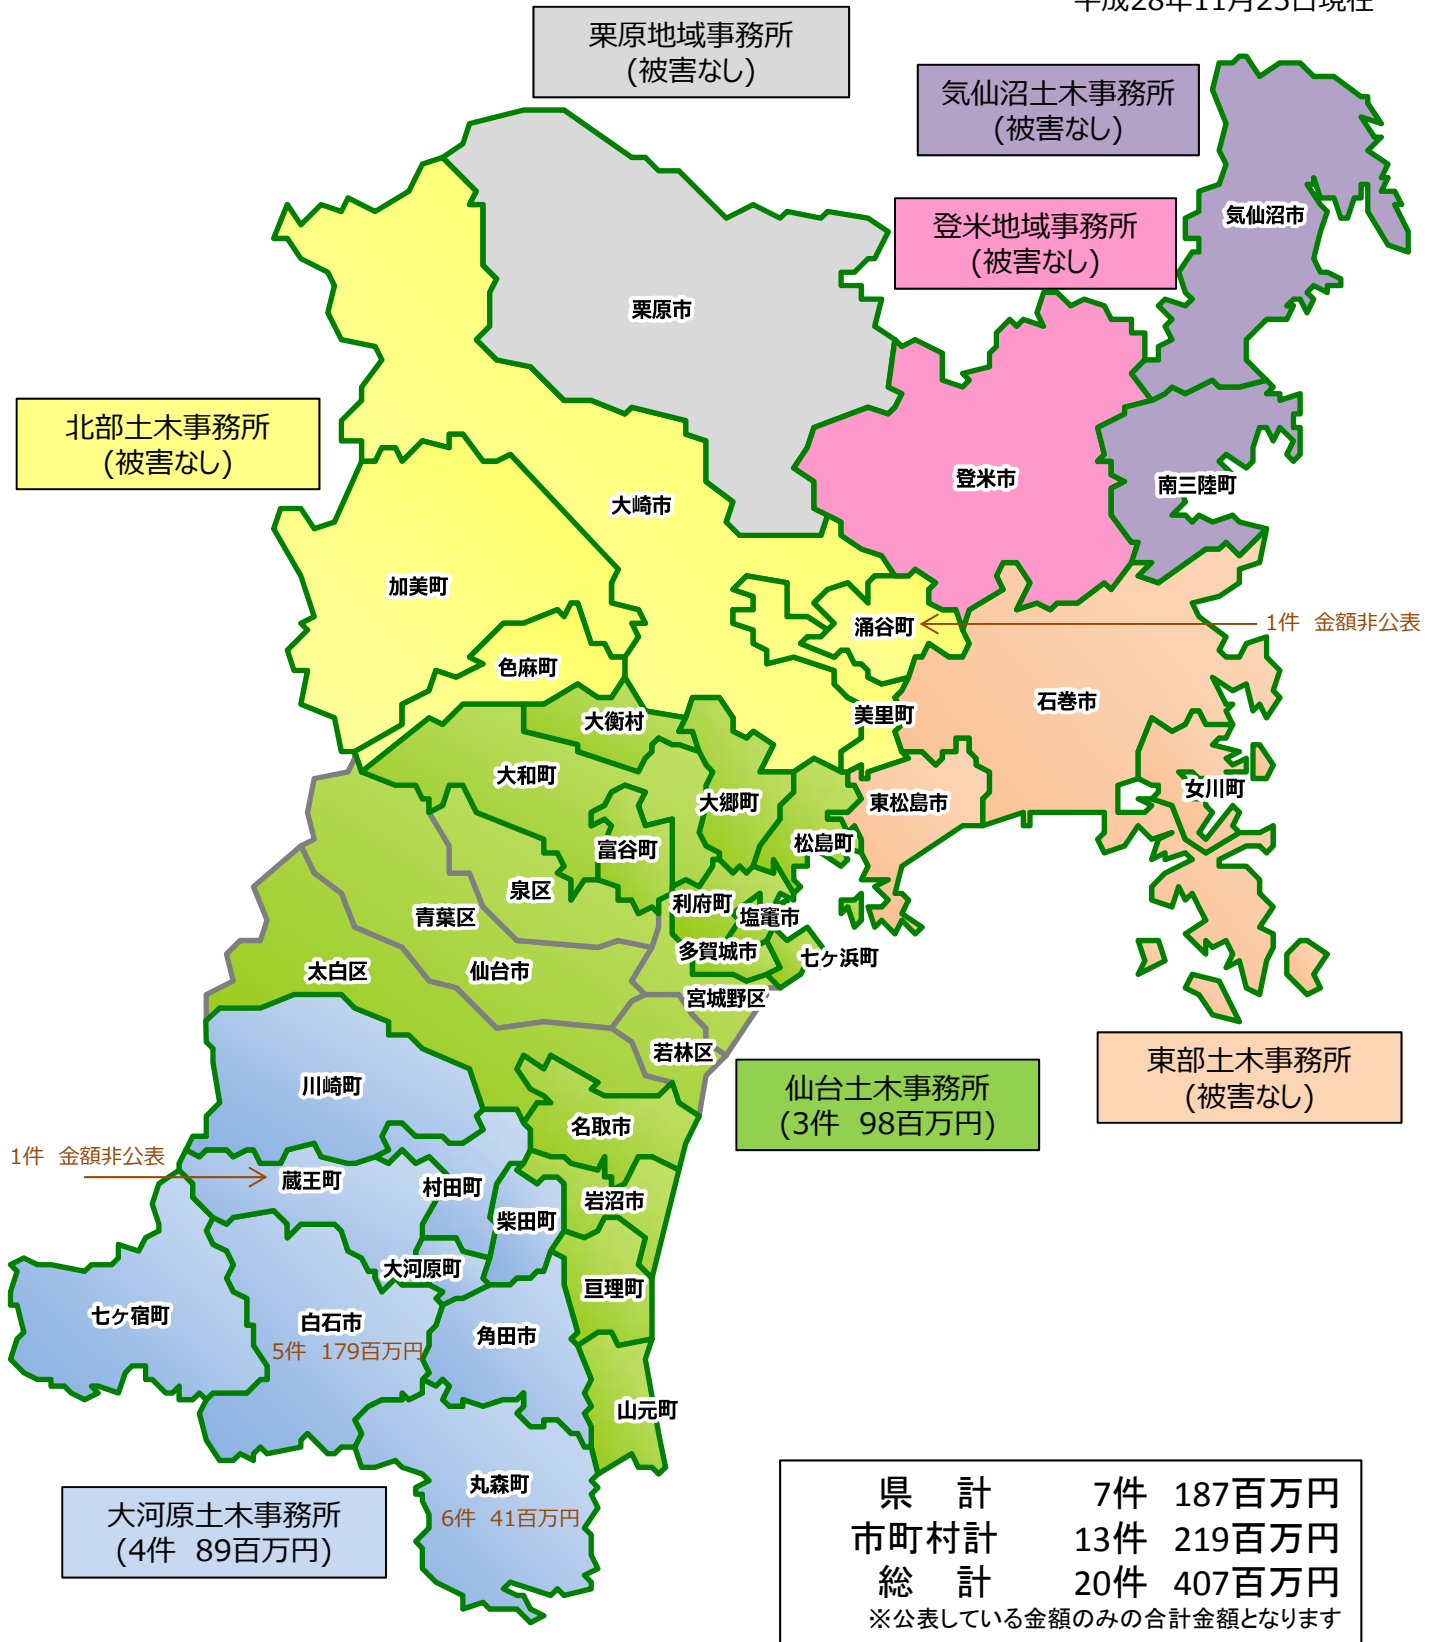 平成28年11月25日現在
栗原地域事務所
(被害なし)
気仙沼土木事務所
(被害なし)
登米地域事務所
(被害なし)
気仙沼市
栗原市
北部土木事務所
(被害なし)
登米市
南三陸町
大崎市
加美町
涌谷町
1件 金額非公表
色麻町
石巻市
美里町
大衡村
大和町
大郷町
東松島市
女川町
富谷町
松島町
泉区
青葉区
利府町
塩竈市
多賀城市
七ヶ浜町
太白区
仙台市
宮城野区
若林区
仙台土木事務所
(3件 98百万円)
東部土木事務所
(被害なし)
川崎町
名取市
1件 金額非公表
蔵王町
村田町
柴田町
岩沼市
大河原町
亘理町
七ヶ宿町
白石市
5件 179百万円
角田市
山元町
丸森町
6件 41百万円
大河原土木事務所
(4件 89百万円)
県 計 7件 187百万円
市町村計 13件 219百万円
総 計 20件 407百万円
※公表している金額のみの合計金額となります